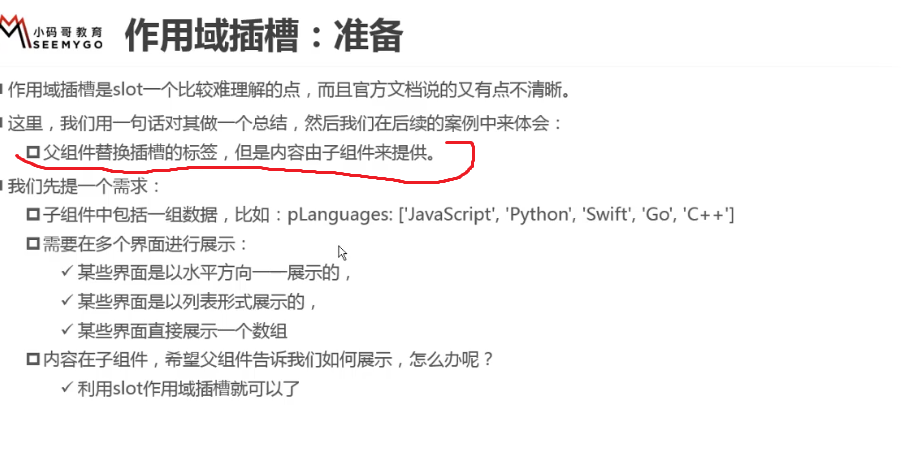 小码哥教育
SEEMYGO
作用域插槽：准备
作用域插槽是slot一个比较难理解的点，而且官方文档说的又有点不清晰。
这里，我们用一句话对其做一个总结，然后我们在后续的案例中来体会：
父组件替换插槽的标签，但是内容由子组件来提供。
我们先提一个需求：
子组件中包括一组数据，比如：pLanguages: ['JavaScript', 'Python', 'Swift', 'Go', 'C++']
需要在多个界面进行展示：
✓ 某些界面是以水平方向一一展示的，
✓ 某些界面是以列表形式展示的，
✓ 某些界面直接展示一个数组
内容在子组件，希望父组件告诉我们如何展示，怎么办呢？
✓ 利用slot作用域插槽就可以了